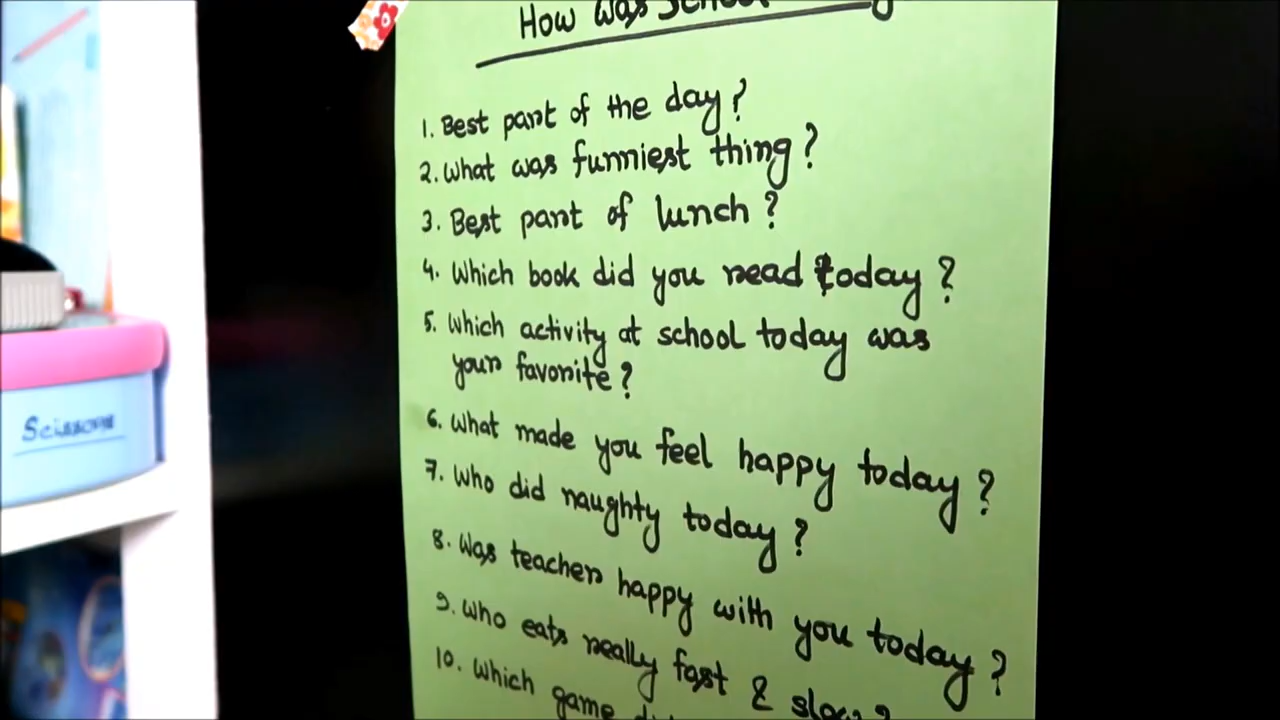 How was School
1. Best part of the day?
2. What was funniest thing?
3. Best part of lunch?
4. Which book did you read today?
5. Which activity at school today was
your favorite?
6. What made you feel happy today?
7. Who did naughty today?
8. Was teacher happy with you today?
9. Who eats really fast & slow?
10. Which game
Scissors